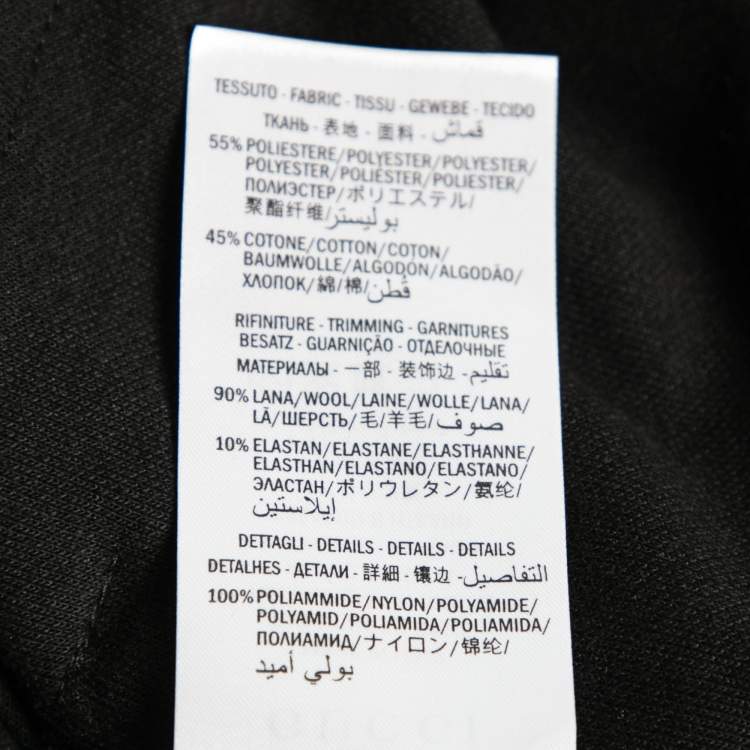 TESSUTO - FABRIC - TISSU - GEWEBE - TECIDO
ТКАНЬ - 表地 - 面料 - قماش
55% POLIESTERE/POLYESTER/POLYESTER/
POLYESTER/POLIÉSTER/POLIESTER/
ПОЛИЭСТЕР/ポリエステル/
聚酯纤维/بوليستر
45% COTONE/COTTON/COTON/
BAUMWOLLE/ALGODÓN/ALGODÃO/
ХЛОПОК/綿/棉/قُطن
RIFINITURE - TRIMMING - GARNITURES
BESATZ - GUARNIÇÃO - ОТДЕЛОЧНЫЕ
МАТЕРИАЛЫ - 一部 - 装饰边 - تقليم
90% LANA/WOOL/LAINE/WOLLE/LANA/
LÃ/ШЕРСТЬ/毛/羊毛/صوف
10% ELASTAN/ELASTANE/ELASTHANNE/
ELASTHAN/ELASTANO/ELASTANO/
ЭЛАСТАН/ポリウレタン/氨纶/
إيلاستين
DETTAGLI - DETAILS - DETAILS - DETAILS
DETALHES - ДЕТАЛИ - 詳細 - 镶边 - التفاصيل
100% POLIAMMIDE/NYLON/POLYAMIDE/
POLYAMID/POLIAMIDA/POLIAMIDA/
ПОЛИАМИД/ナイロン/锦纶/
بولي أميد